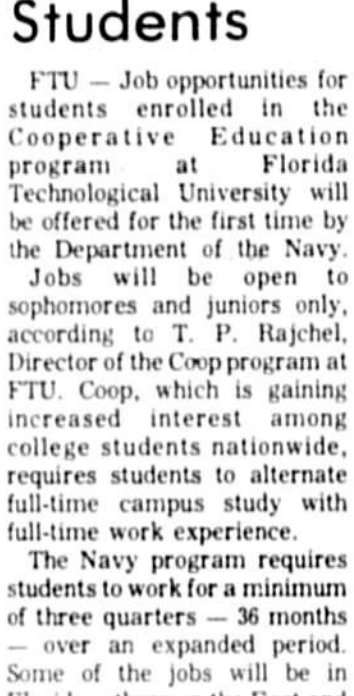 Students
FTU — Job opportunities for
students enrolled in the
Cooperative Education
program at Florida
Technological University will
be offered for the first time by
the Department of the Navy.
Jobs will be open to
sophomores and juniors only,
according to T. P. Rajchel,
Director of the Coop program at
FTU. Coop, which is gaining
increased interest among
college students nationwide,
requires students to alternate
full-time campus study with
full-time work experience.
The Navy program requires
students to work for a minimum
of three quarters — 36 months
— over an expanded period.
Some of the jobs will be in